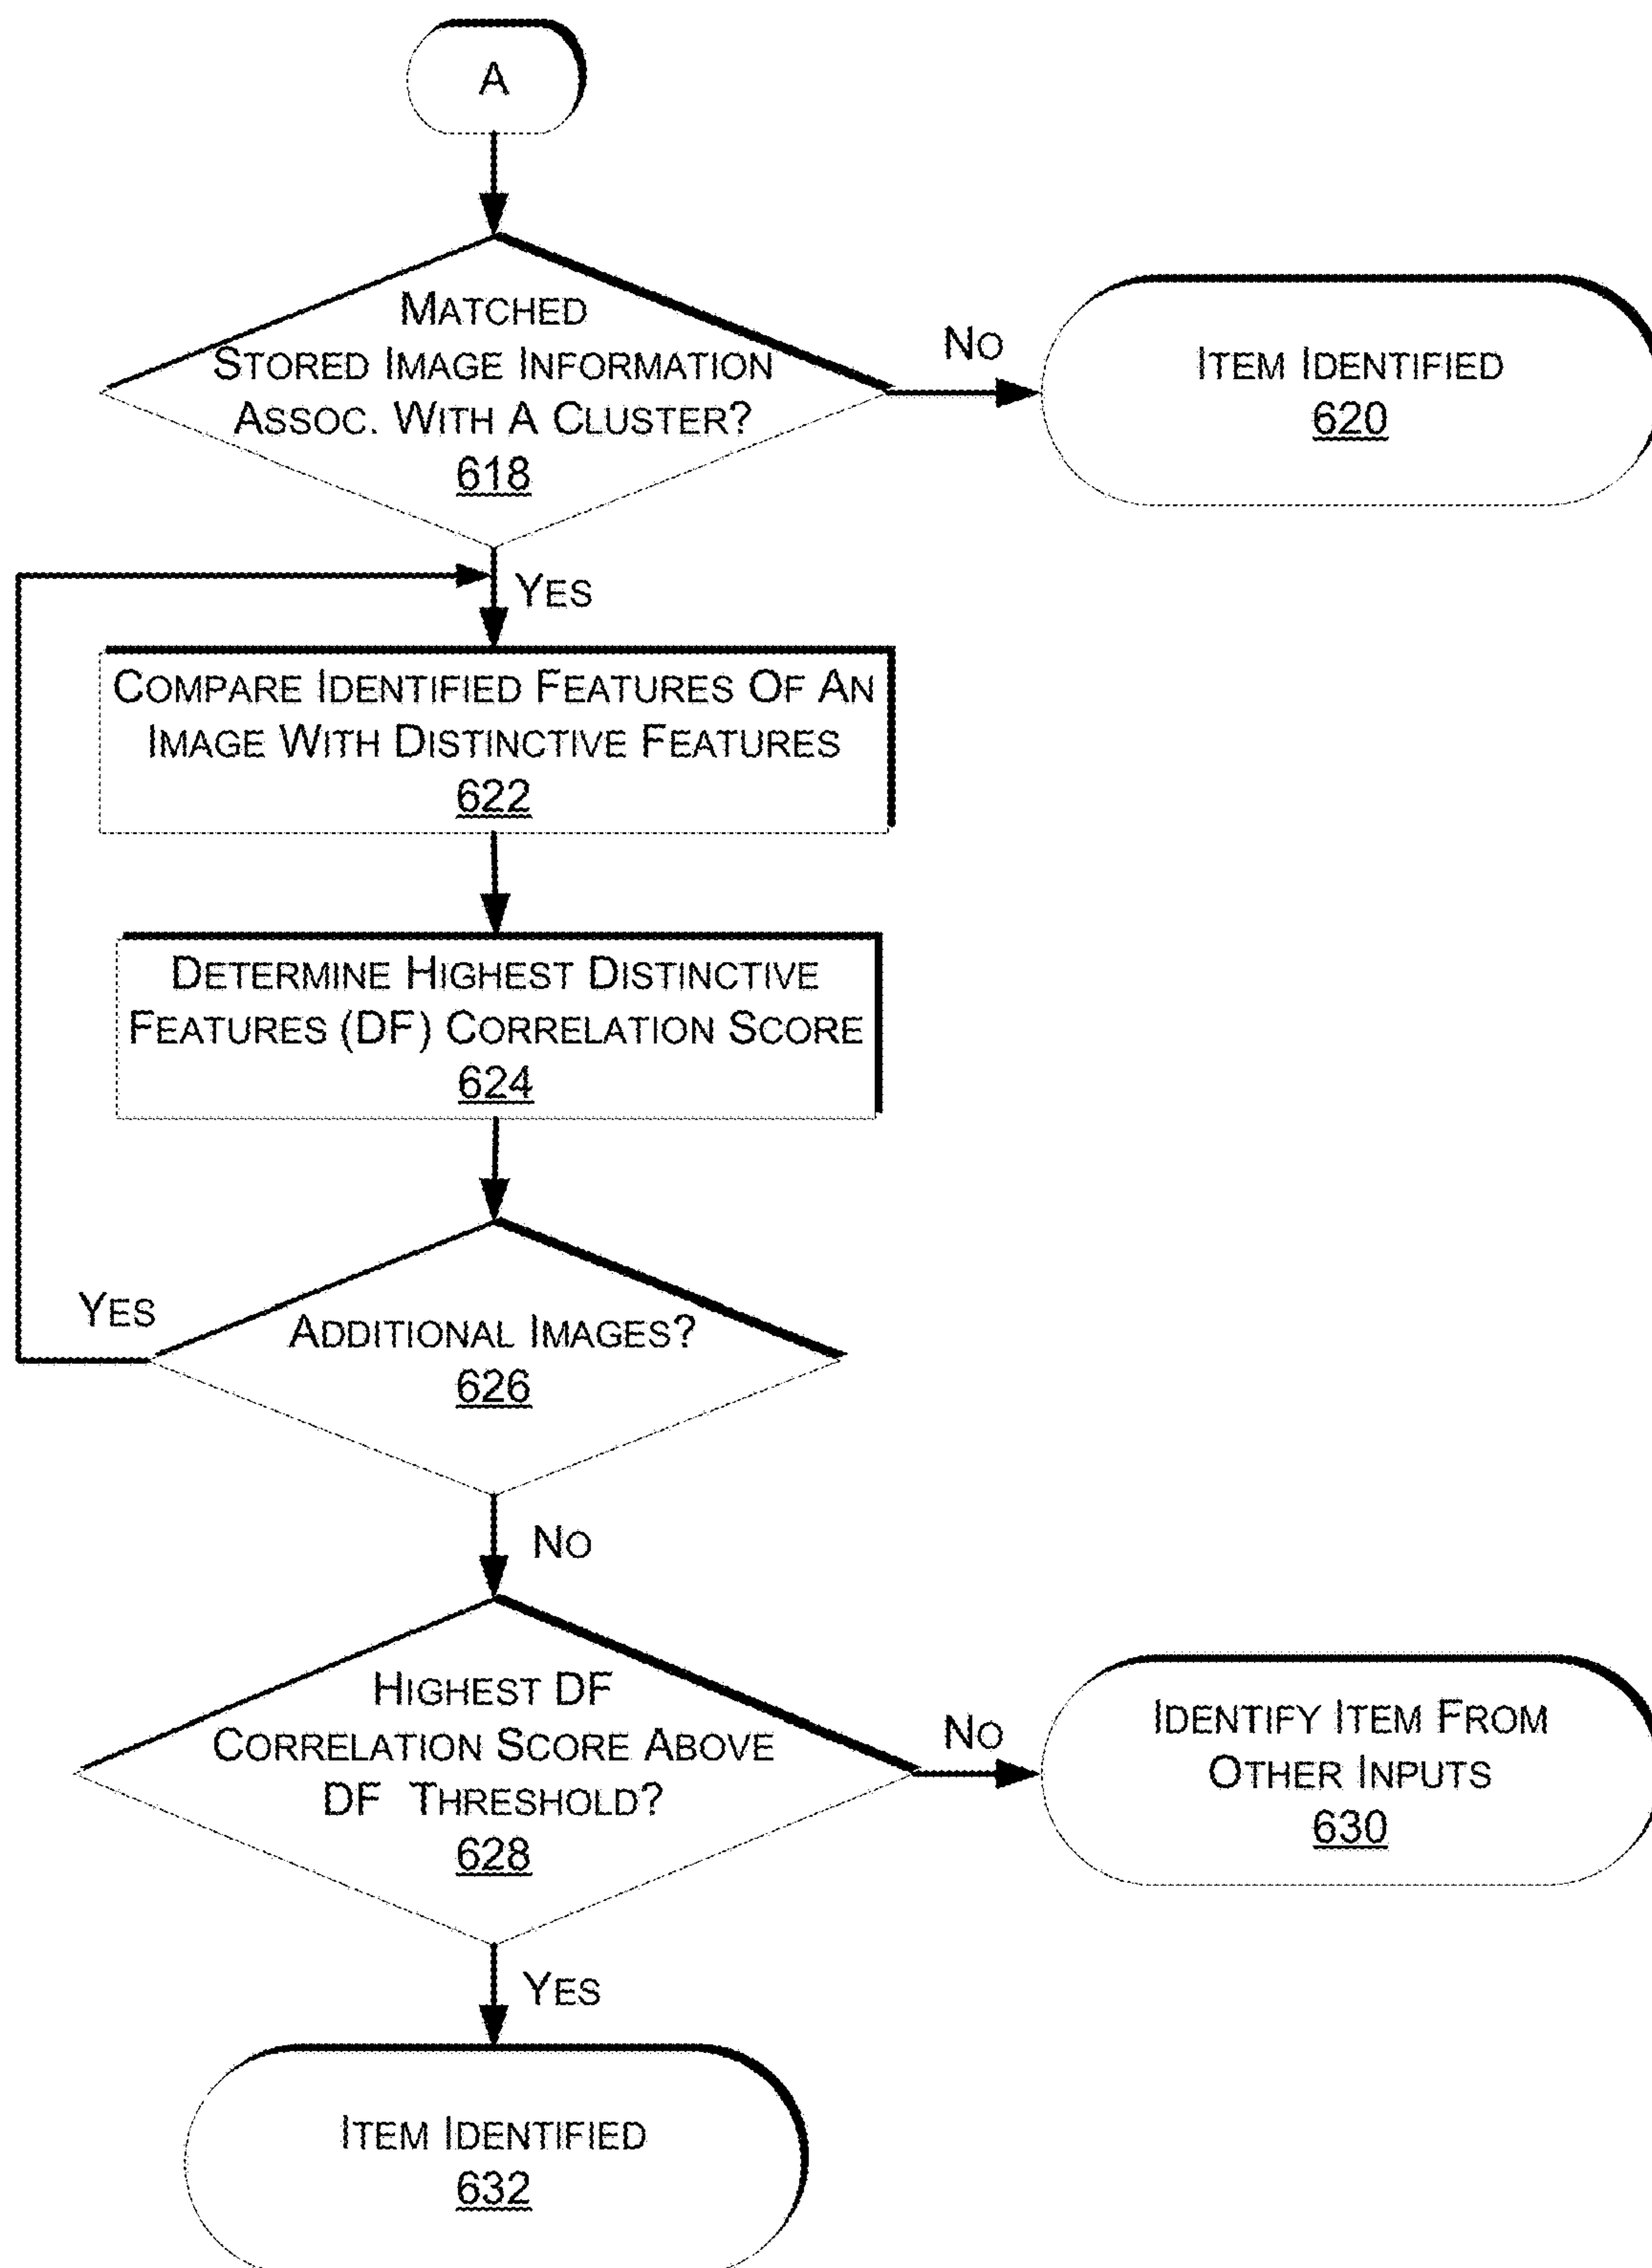 A
MATCHED
STORED IMAGE INFORMATION
ASSOC. WITH A CLUSTER?
618
NO
ITEM IDENTIFIED
620
YES
COMPARE IDENTIFIED FEATURES OF AN
IMAGE WITH DISTINCTIVE FEATURES
622
DETERMINE HIGHEST DISTINCTIVE
FEATURES (DF) CORRELATION SCORE
624
YES
ADDITIONAL IMAGES?
626
NO
HIGHEST DF
CORRELATION SCORE ABOVE
DF THRESHOLD?
628
NO
IDENTIFY ITEM FROM
OTHER INPUTS
630
YES
ITEM IDENTIFIED
632